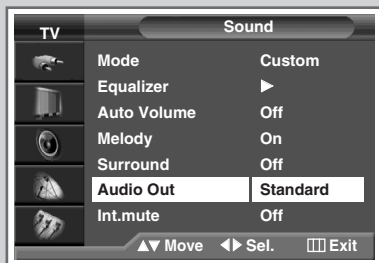 TV Sound
Mode Custom
Equalizer ▶
Auto Volume Off
Melody On
Surround Off
Audio Out Standard
Int.mute Off
▲▼ Move ◀▶ Sel. Exit